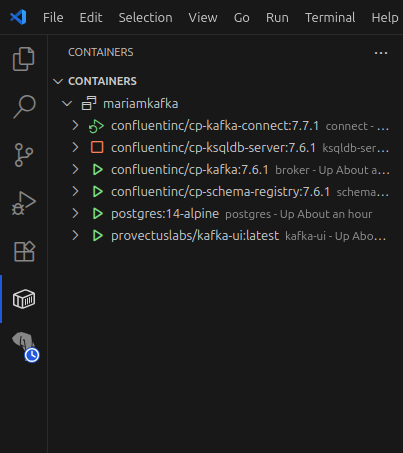 File Edit Selection View Go Run Terminal Help
CONTAINERS ...
CONTAINERS
mariamkafka
confluentinc/cp-kafka-connect:7.7.1 connect - ...
confluentinc/cp-ksqldb-server:7.6.1 ksqldb-ser...
confluentinc/cp-kafka:7.6.1 broker - Up About a...
confluentinc/cp-schema-registry:7.6.1 schema...
postgres:14-alpine postgres - Up About an hour
provectuslabs/kafka-ui:latest kafka-ui - Up Abo...